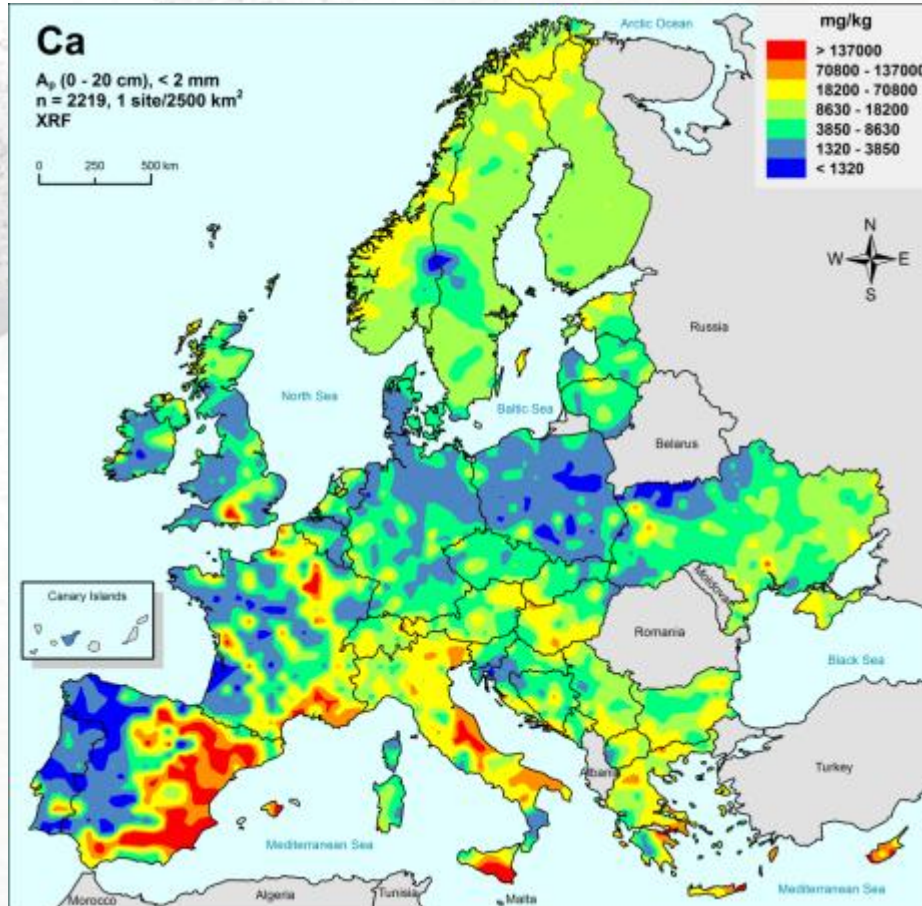 Ca
Aₚ (0 - 20 cm), < 2 mm
n = 2219, 1 site/2500 km²
XRF
0 250 500 km
mg/kg
> 137000
70800 - 137000
18200 - 70800
8630 - 18200
3850 - 8630
1320 - 3850
< 1320
Arctic Ocean
N
W E
S
Russia
North Sea
Baltic Sea
Belarus
Canary Islands
Moldova
Romania
Black Sea
Albania
Turkey
Mediterranean Sea
Mediterranean Sea
Morocco
Algeria
Tunisia
Malta